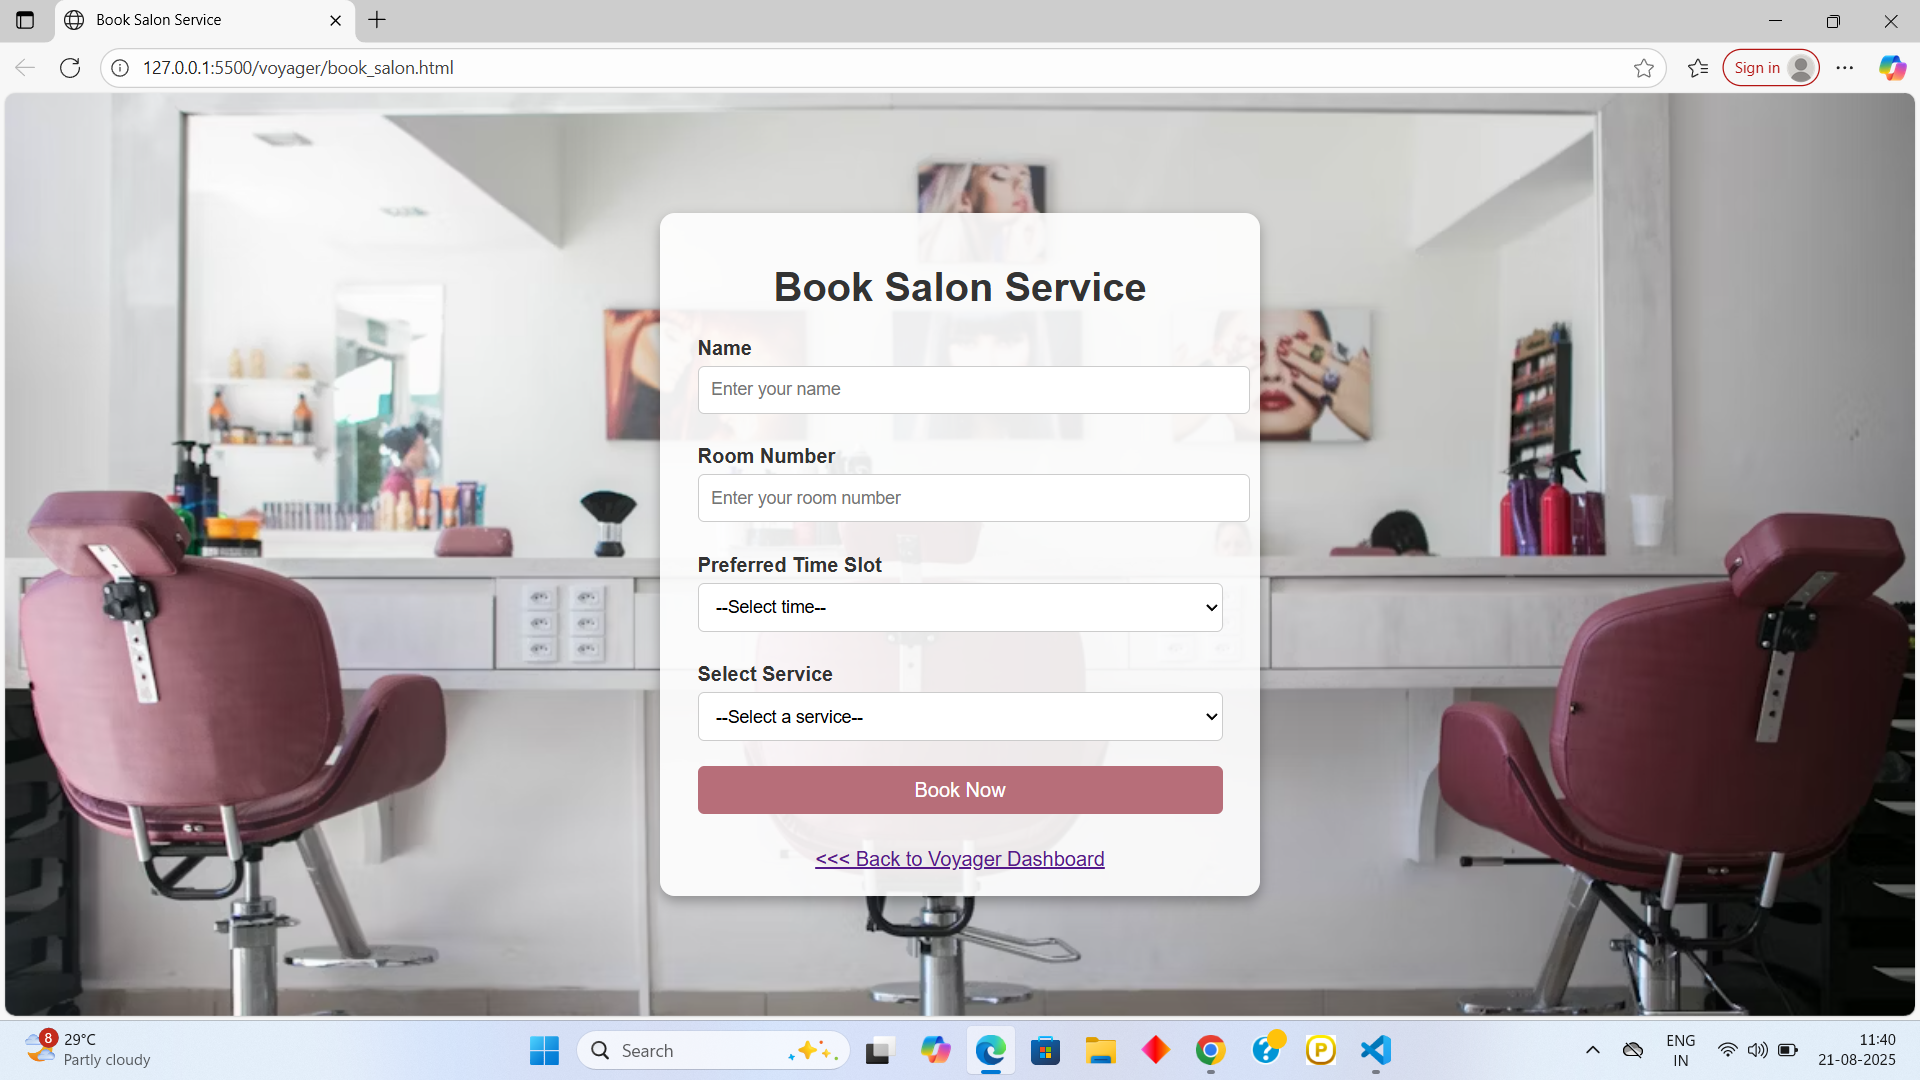 Book Salon Service
127.0.0.1:5500/voyager/book_salon.html
Sign in
Book Salon Service
Name
Enter your name
Room Number
Enter your room number
Preferred Time Slot
--Select time--
Select Service
--Select a service--
Book Now
<<< Back to Voyager Dashboard
8
29°C
Partly cloudy
Search
P
ENG
IN
11:40
21-08-2025